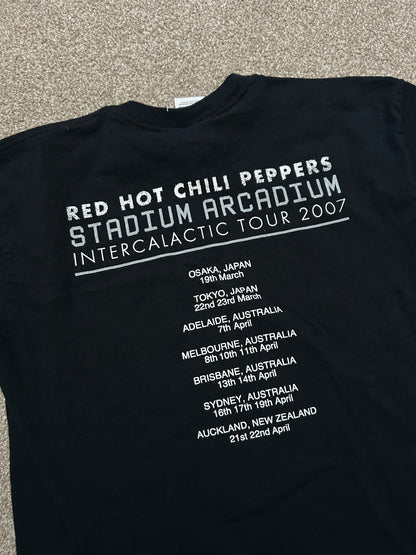 RED HOT CHILI PEPPERS
STADIUM ARCADIUM
INTERCALACTIC TOUR 2007
OSAKA, JAPAN
19th March
TOKYO, JAPAN
22nd 23rd March
ADELAIDE, AUSTRALIA
7th April
MELBOURNE, AUSTRALIA
8th 10th 11th April
BRISBANE, AUSTRALIA
13th 14th April
SYDNEY, AUSTRALIA
16th 17th 19th April
AUCKLAND, NEW ZEALAND
21st 22nd April